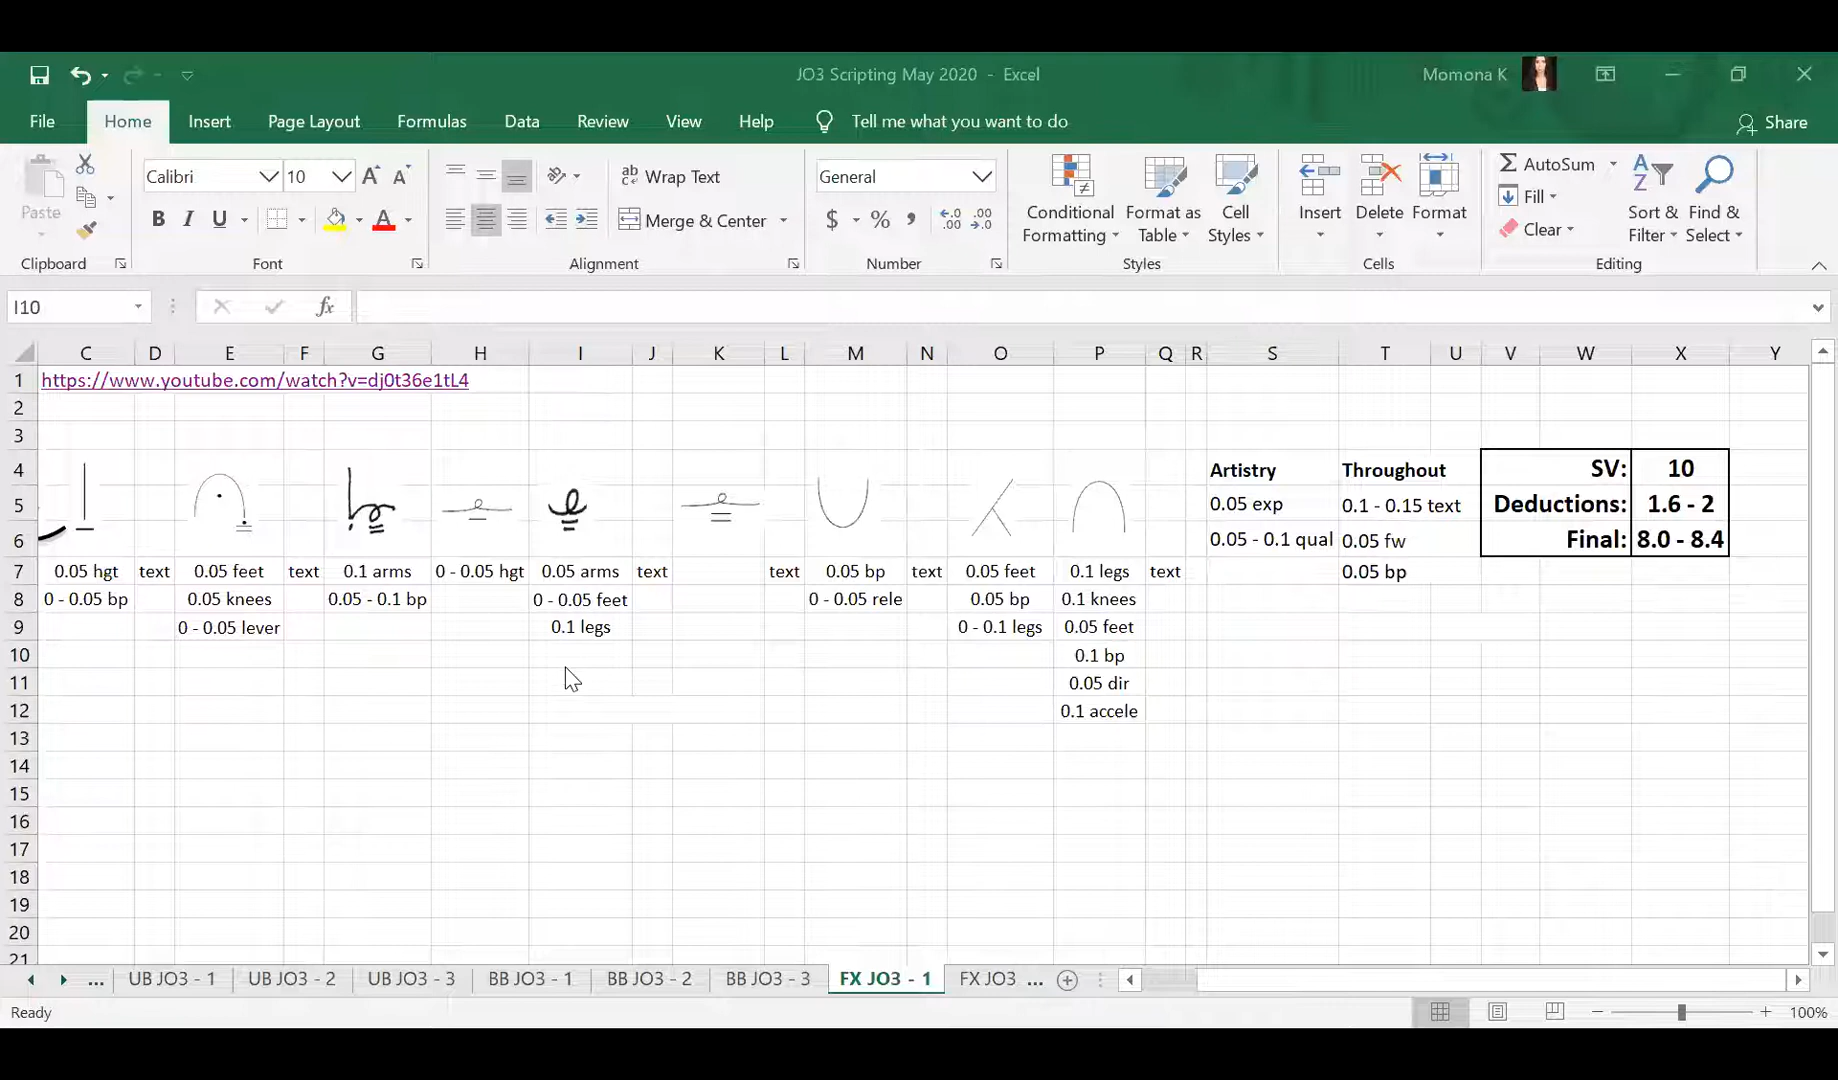 JO3 Scripting May 2020 - Excel
Momona K
File Home Insert Page Layout Formulas Data Review View Help Tell me what you want to do Share
Paste
Clipboard
Calibri 10
B I U
Font
ab Wrap Text
Merge & Center
Alignment
General
$ % ,
Number
Conditional Formatting
Format as Table
Cell Styles
Styles
Insert Delete Format
Cells
AutoSum
Fill
Clear
Sort & Filter
Find & Select
Editing
I10 fx
C D E F G H I J K L M N O P Q R S T U V W X Y
1 https://www.youtube.com/watch?v=dj0t36e1tL4
2
3
4 Artistry Throughout SV: 10
5 0.05 exp 0.1 - 0.15 text Deductions: 1.6 - 2
6 0.05 - 0.1 qual 0.05 fw Final: 8.0 - 8.4
7 0.05 hgt text 0.05 feet text 0.1 arms 0 - 0.05 hgt 0.05 arms text text 0.05 bp text 0.05 feet 0.1 legs text 0.05 bp
8 0 - 0.05 bp 0.05 knees 0.05 - 0.1 bp 0 - 0.05 feet 0 - 0.05 rele 0.05 bp 0.1 knees
9 0 - 0.05 lever 0.1 legs 0 - 0.1 legs 0.05 feet
10 0.1 bp
11 0.05 dir
12 0.1 accele
13
14
15
16
17
18
19
20
21
... UB JO3 - 1 UB JO3 - 2 UB JO3 - 3 BB JO3 - 1 BB JO3 - 2 BB JO3 - 3 FX JO3 - 1 FX JO3 ...
Ready 100%